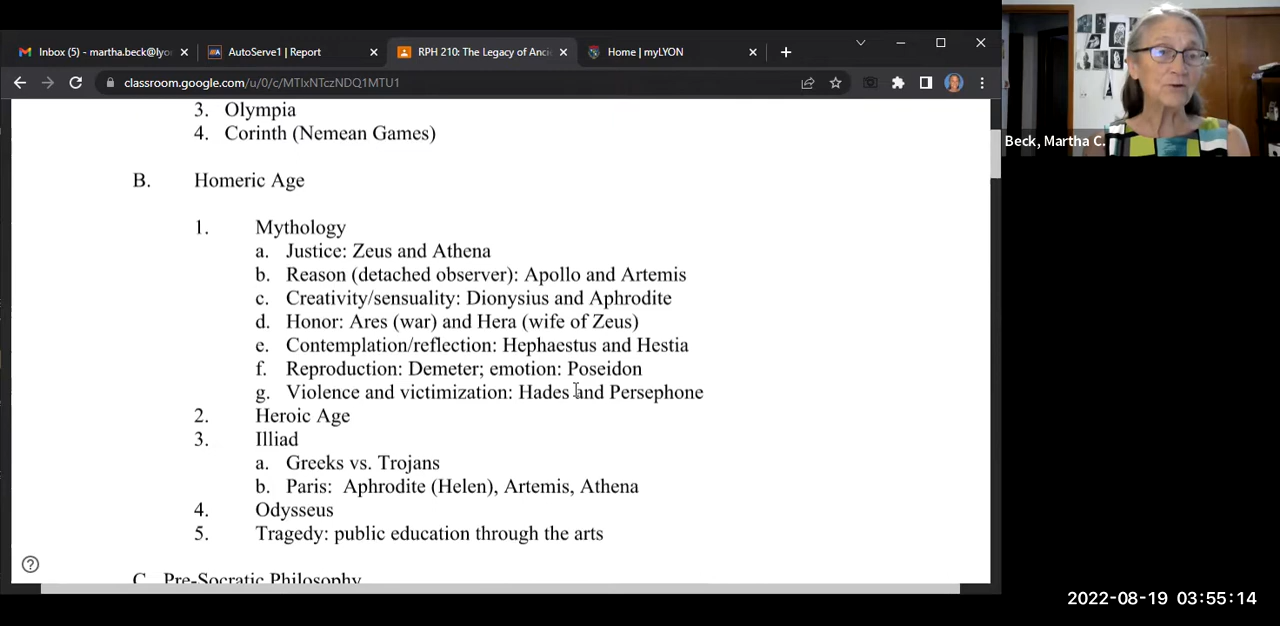 Inbox (5) - martha.beck@lyo
AutoServe1 | Report
RPH 210: The Legacy of Anci
Home | myLYON
classroom.google.com/u/0/c/MTIxNTczNDQ1MTU1
3. Olympia
4. Corinth (Nemean Games)
B. Homeric Age
1. Mythology
a. Justice: Zeus and Athena
b. Reason (detached observer): Apollo and Artemis
c. Creativity/sensuality: Dionysius and Aphrodite
d. Honor: Ares (war) and Hera (wife of Zeus)
e. Contemplation/reflection: Hephaestus and Hestia
f. Reproduction: Demeter; emotion: Poseidon
g. Violence and victimization: Hades and Persephone
2. Heroic Age
3. Illiad
a. Greeks vs. Trojans
b. Paris: Aphrodite (Helen), Artemis, Athena
4. Odysseus
5. Tragedy: public education through the arts
C. Pre-Socratic Philosophy
Beck, Martha C.
2022-08-19 03:55:14